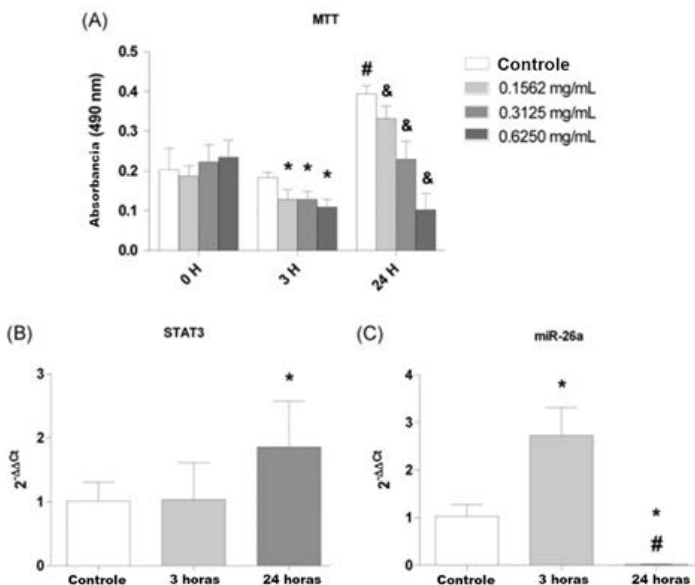 (A)
MTT
Absorbancia (490 nm)
0.5
0.4
0.3
0.2
0.1
0.0
* * *
# & & &
0 H 3 H 24 H
Controle
0.1562 mg/mL
0.3125 mg/mL
0.6250 mg/mL
(B)
STAT3
2-ΔΔCt
3
2
1
0
*
Controle 3 horas 24 horas
(C)
miR-26a
2-ΔΔCt
4
3
2
1
0
*
*
#
Controle 3 horas 24 horas